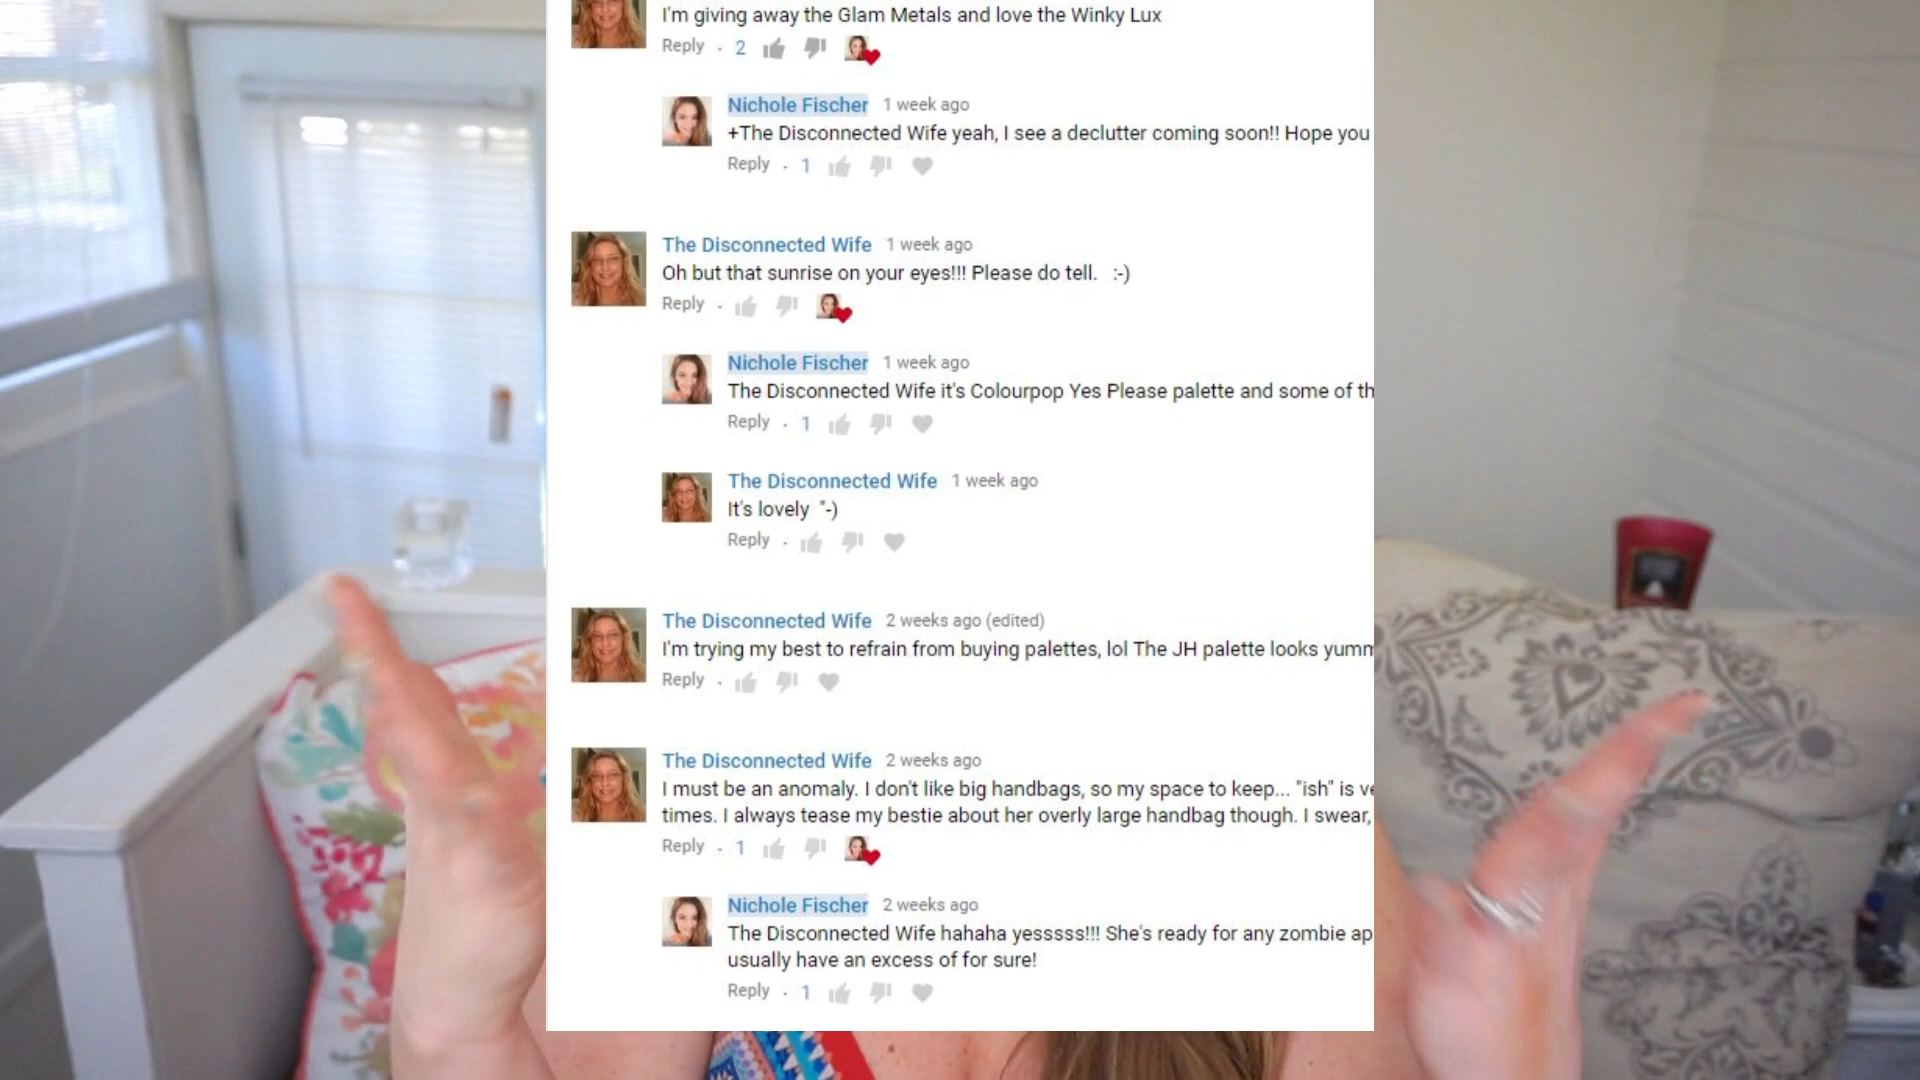 I'm giving away the Glam Metals and love the Winky Lux
Reply · 2
Nichole Fischer 1 week ago
+The Disconnected Wife yeah, I see a declutter coming soon!! Hope you
Reply · 1
The Disconnected Wife 1 week ago
Oh but that sunrise on your eyes!!! Please do tell. :-)
Reply ·
Nichole Fischer 1 week ago
The Disconnected Wife it's Colourpop Yes Please palette and some of th
Reply · 1
The Disconnected Wife 1 week ago
It's lovely "-)
Reply ·
The Disconnected Wife 2 weeks ago (edited)
I'm trying my best to refrain from buying palettes, lol The JH palette looks yumm
Reply ·
The Disconnected Wife 2 weeks ago
I must be an anomaly. I don't like big handbags, so my space to keep... "ish" is ve
times. I always tease my bestie about her overly large handbag though. I swear,
Reply · 1
Nichole Fischer 2 weeks ago
The Disconnected Wife hahaha yesssss!!! She's ready for any zombie ap
usually have an excess of for sure!
Reply · 1